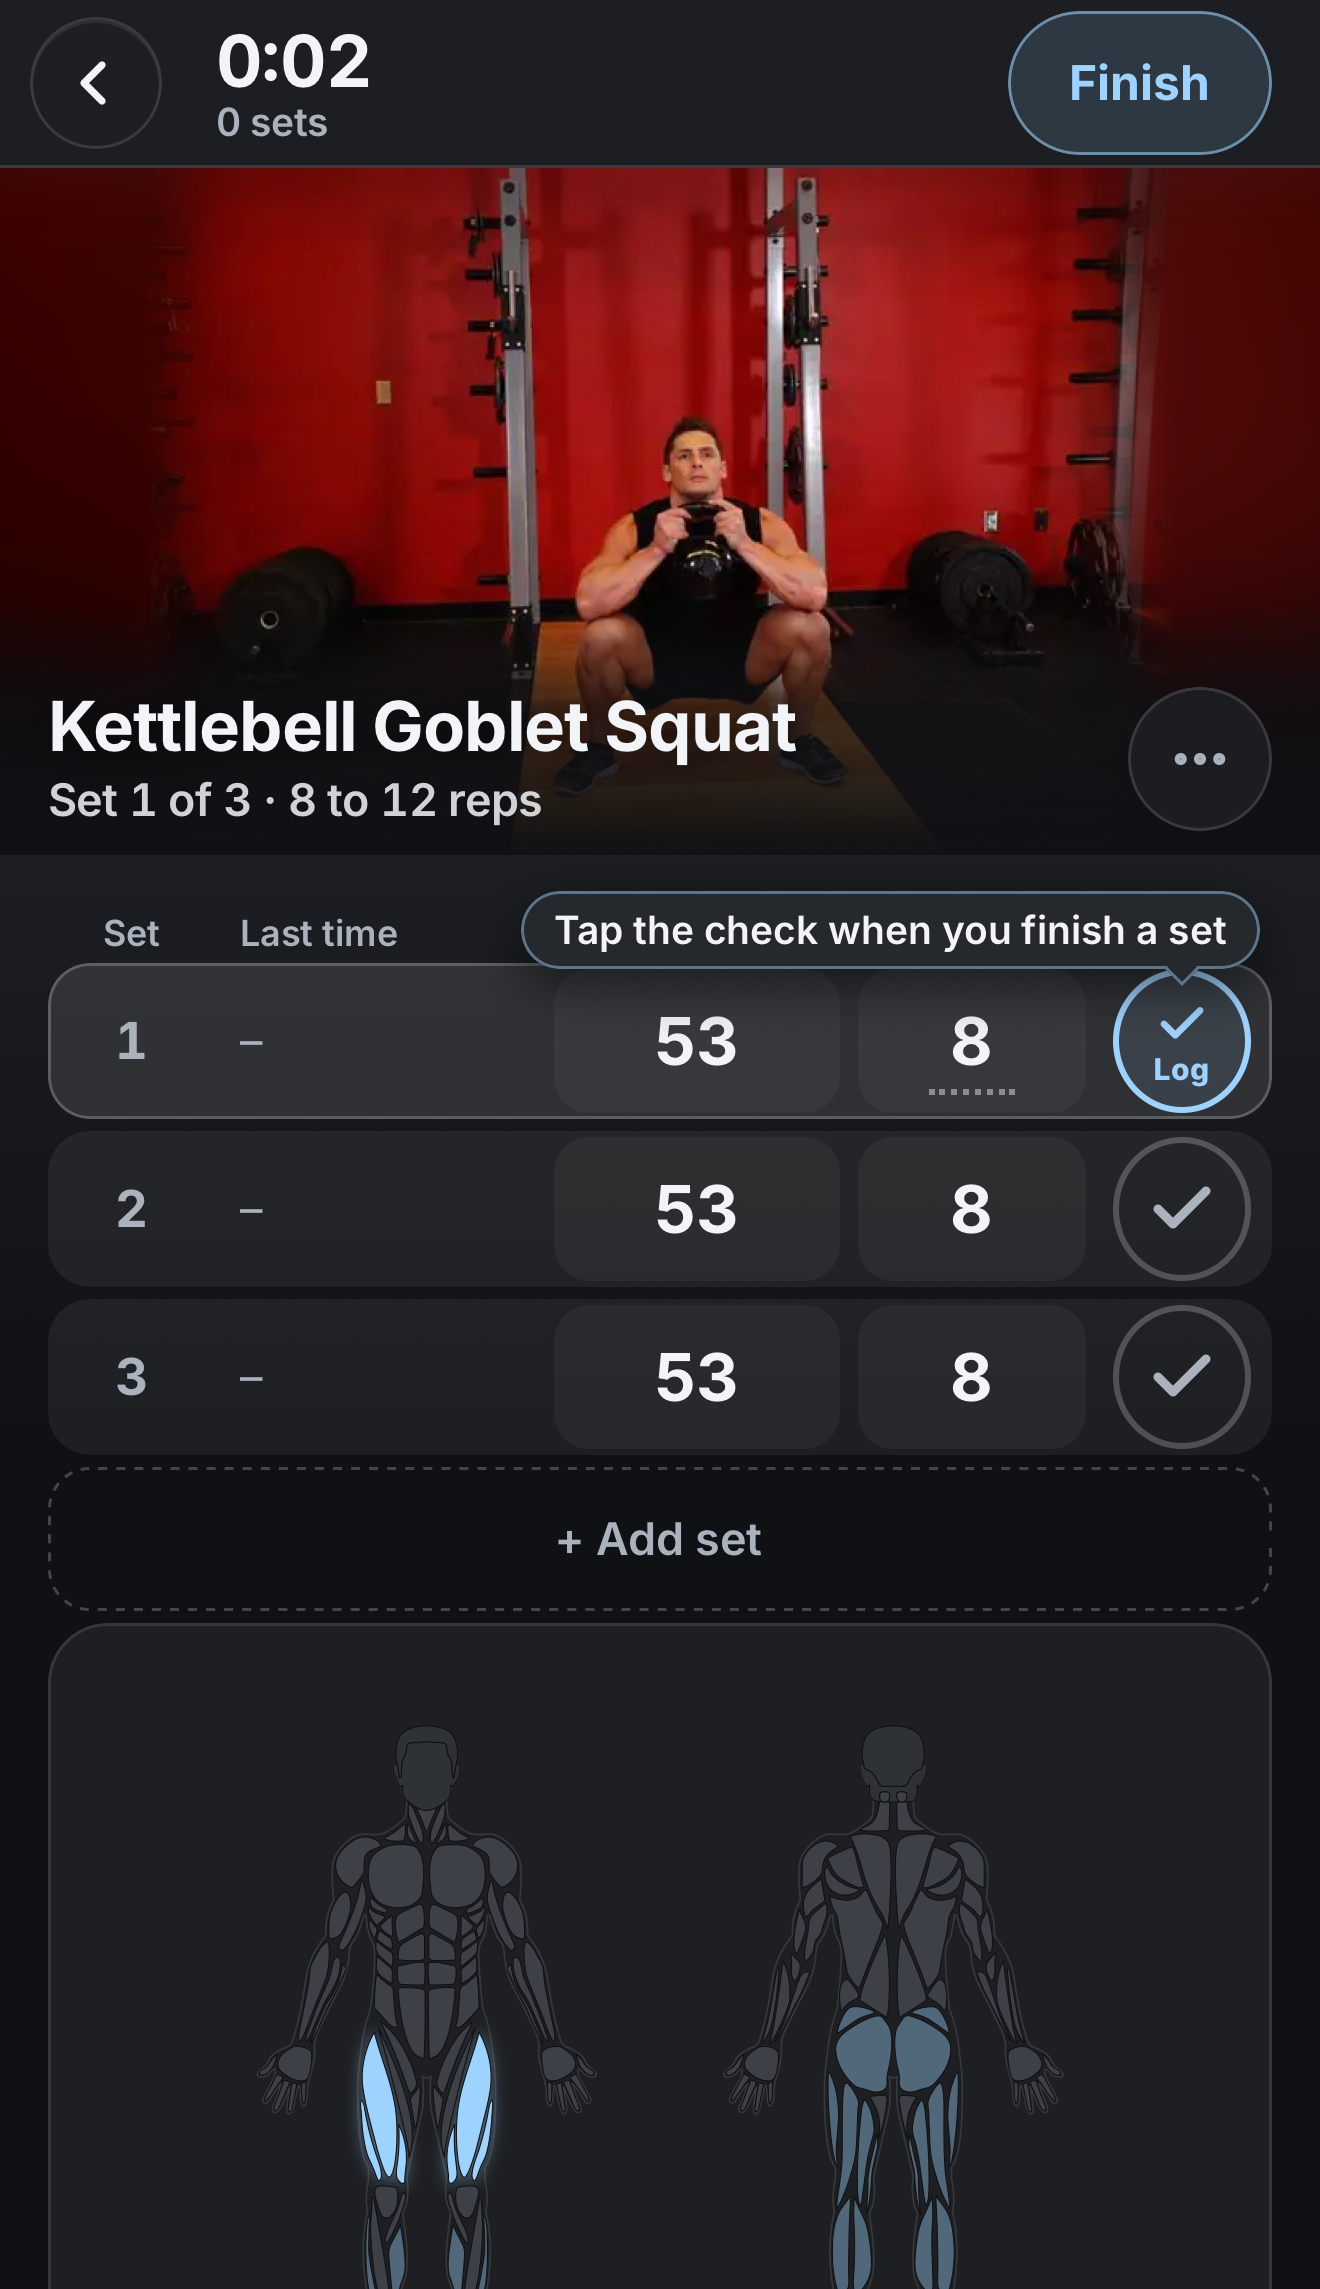 0:02
0 sets
Finish
Kettlebell Goblet Squat
Set 1 of 3 · 8 to 12 reps
Set Last time
Tap the check when you finish a set
1 – 53 8 Log
2 – 53 8
3 – 53 8
+ Add set